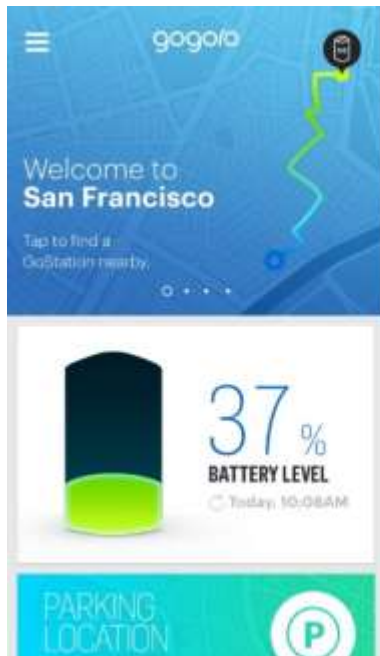 gogoro
Welcome to
San Francisco
Tap to find a
GoStation nearby.
37 %
BATTERY LEVEL
Today, 10:08AM
PARKING
LOCATION
P